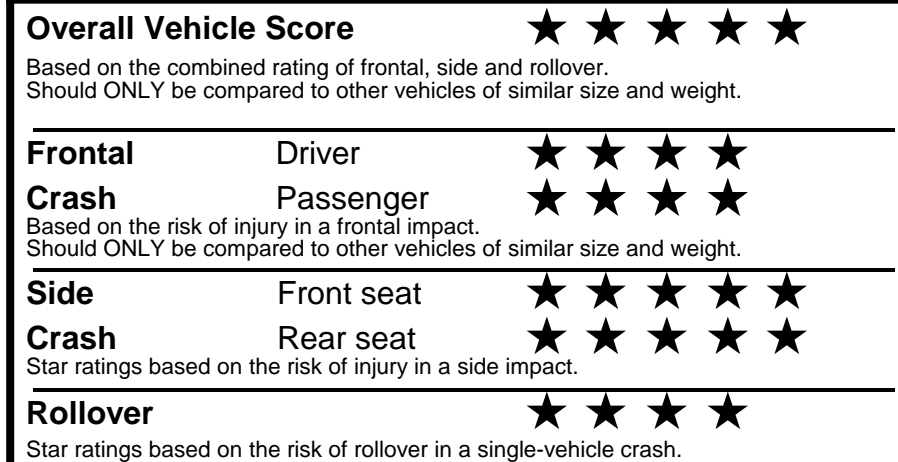 Overall Vehicle Score ★ ★ ★ ★ ★
Based on the combined rating of frontal, side and rollover.
Should ONLY be compared to other vehicles of similar size and weight.
Frontal Driver ★ ★ ★ ★
Crash Passenger ★ ★ ★ ★
Based on the risk of injury in a frontal impact.
Should ONLY be compared to other vehicles of similar size and weight.
Side Front seat ★ ★ ★ ★ ★
Crash Rear seat ★ ★ ★ ★ ★
Star ratings based on the risk of injury in a side impact.
Rollover ★ ★ ★ ★
Star ratings based on the risk of rollover in a single-vehicle crash.